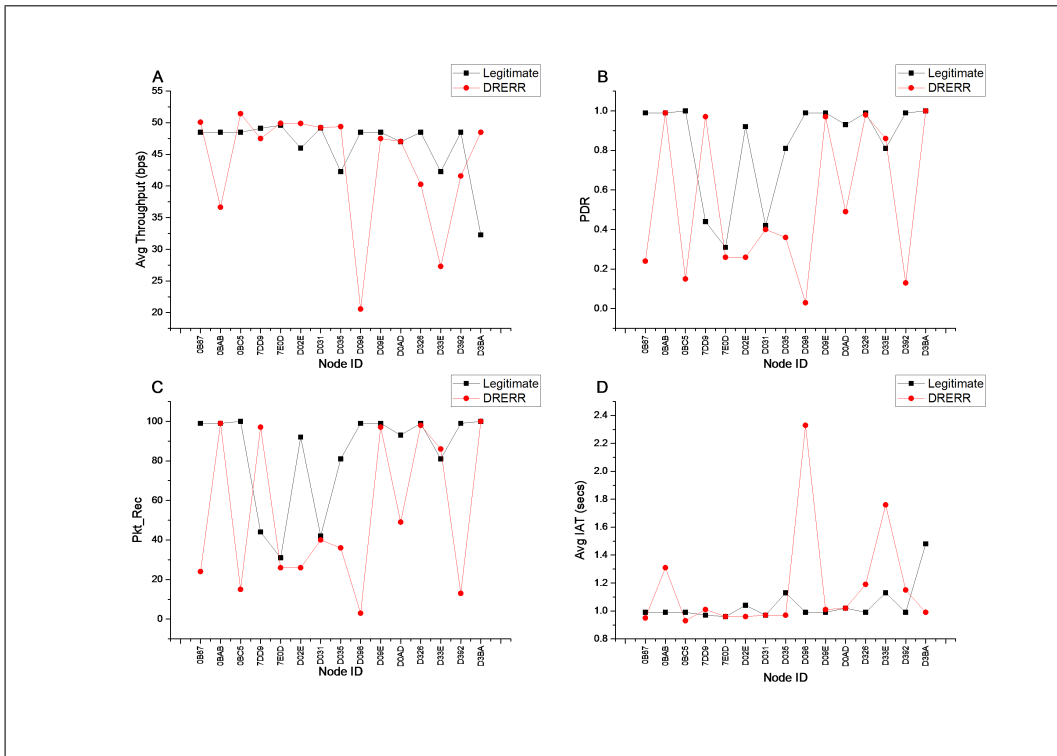 A
Legitimate
DRERR
55
50
45
40
35
30
25
20
Avg Throughput (bps)
0B67
0BAB
0BC5
7DD9
7E0D
D02E
D031
D035
D098
D09E
D0AD
D326
D33E
D392
D3BA
Node ID
B
Legitimate
DRERR
1.0
0.8
0.6
0.4
0.2
0.0
PDR
0B67
0BAB
0BC5
7DD9
7E0D
D02E
D031
D035
D098
D09E
D0AD
D326
D33E
D392
D3BA
Node ID
C
Legitimate
DRERR
100
80
60
40
20
0
Pkt_Rec
0B67
0BAB
0BC5
7DD9
7E0D
D02E
D031
D035
D098
D09E
D0AD
D326
D33E
D392
D3BA
Node ID
D
Legitimate
DRERR
2.4
2.2
2.0
1.8
1.6
1.4
1.2
1.0
0.8
Avg IAT (secs)
0B67
0BAB
0BC5
7DD9
7E0D
D02E
D031
D035
D098
D09E
D0AD
D326
D33E
D392
D3BA
Node ID